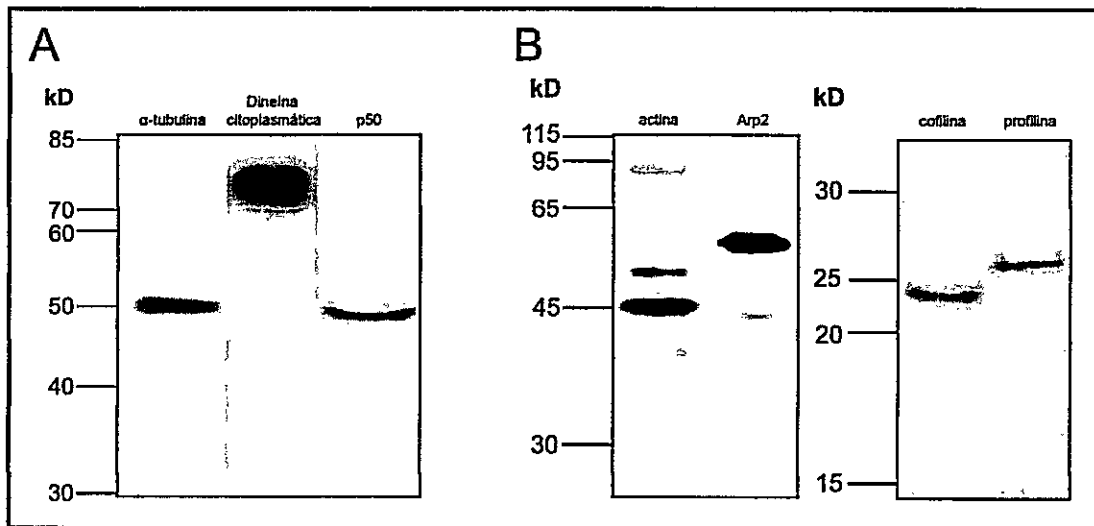 A
kD
α-tubulina
Dineína citoplasmática
p50
85
70
60
50
40
30
B
kD
actina
Arp2
115
95
65
45
30
kD
cofilina
profilina
30
25
20
15